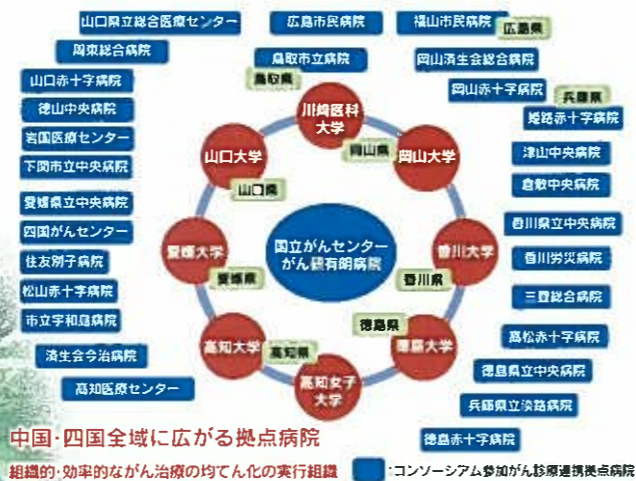 山口県立総合医療センター
広島市民病院
福山市民病院
広島県
周東総合病院
鳥取市立病院
岡山済生会総合病院
鳥取県
山口赤十字病院
岡山赤十字病院
兵庫県
徳山中央病院
川崎医科
大学
姫路赤十字病院
岩国医療センター
山口大学
岡山県
岡山大学
津山中央病院
下関市立中央病院
山口県
倉敷中央病院
愛媛県立中央病院
香川県立中央病院
四国がんセンター
国立がんセンター
がん研有明病院
愛媛大学
香川大学
住友別子病院
香川労災病院
愛媛県
香川県
松山赤十字病院
三豊総合病院
市立宇和島病院
徳島県
高松赤十字病院
済生会今治病院
高知大学
高知県
徳島大学
徳島県立中央病院
高知医療センター
高知女子
大学
兵庫県立淡路病院
中国・四国全域に広がる拠点病院
徳島赤十字病院
組織的・効率的ながん治療の均てん化の実行組織
:コンソーシアム参加がん診療連携拠点病院